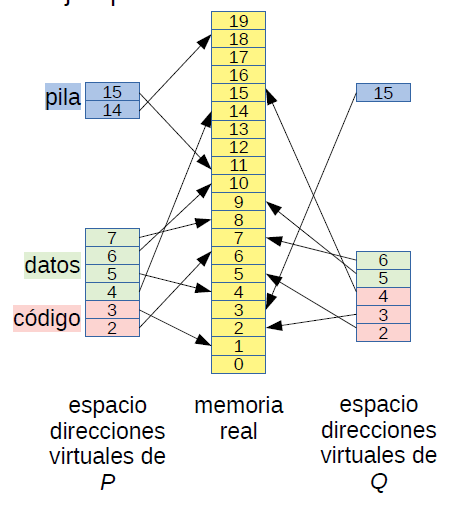 pila
15
14
datos
código
7
6
5
4
3
2
19
18
17
16
15
14
13
12
11
10
9
8
7
6
5
4
3
2
1
0
15
6
5
4
3
2
espacio
direcciones
virtuales de
P
memoria
real
espacio
direcciones
virtuales de
Q